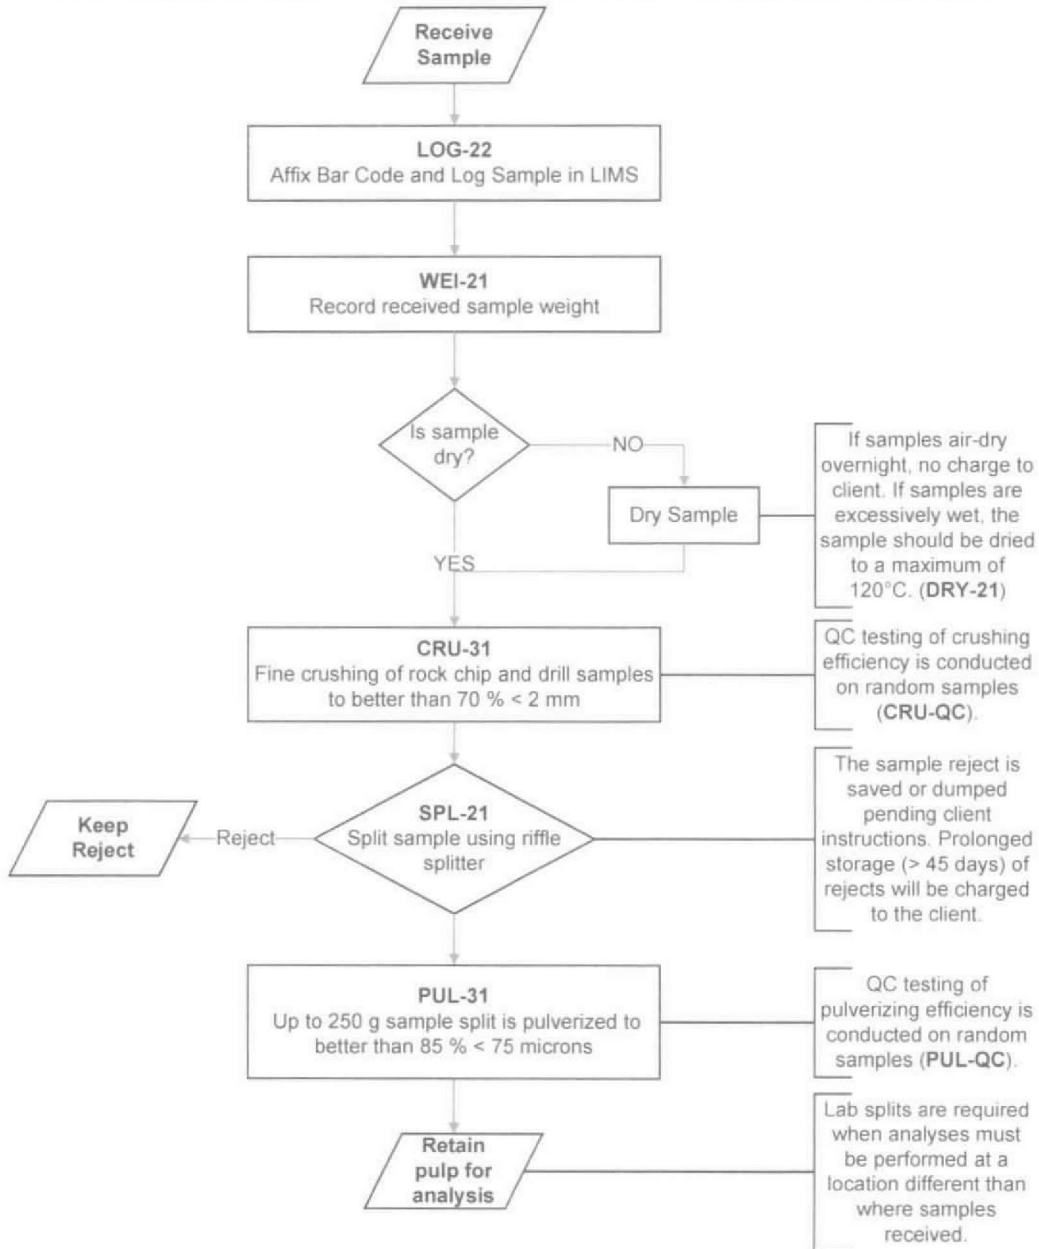 Receive
Sample
LOG-22
Affix Bar Code and Log Sample in LIMS
WEI-21
Record received sample weight
Is sample
dry?
NO
Dry Sample
If samples air-dry
overnight, no charge to
client. If samples are
excessively wet, the
sample should be dried
to a maximum of
120°C. (DRY-21)
YES
CRU-31
Fine crushing of rock chip and drill samples
to better than 70 % < 2 mm
QC testing of crushing
efficiency is conducted
on random samples
(CRU-QC).
SPL-21
Split sample using riffle
splitter
Reject
Keep
Reject
The sample reject is
saved or dumped
pending client
instructions. Prolonged
storage (> 45 days) of
rejects will be charged
to the client.
PUL-31
Up to 250 g sample split is pulverized to
better than 85 % < 75 microns
QC testing of
pulverizing efficiency is
conducted on random
samples (PUL-QC).
Retain
pulp for
analysis
Lab splits are required
when analyses must
be performed at a
location different than
where samples
received.